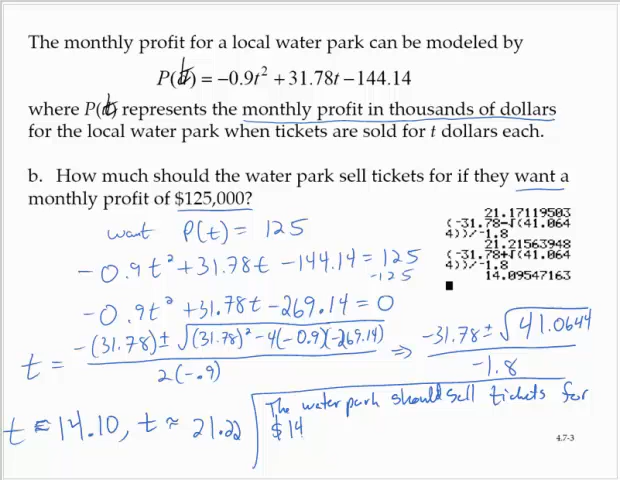 The monthly profit for a local water park can be modeled by
P(t) = −0.9t² + 31.78t − 144.14
where P(t) represents the monthly profit in thousands of dollars
for the local water park when tickets are sold for t dollars each.
b. How much should the water park sell tickets for if they want a
monthly profit of $125,000?
want P(t) = 125
-0.9t² + 31.78t - 144.14 = 125
-125
-0.9t² + 31.78t - 269.14 = 0
t = -(31.78) ± √(31.78)² - 4(-0.9)(-269.14) / 2(-.9) ⇒ -31.78 ± √41.0644 / -1.8
21.17119503
(-31.78-√(41.064
4))/-1.8
21.21563948
(-31.78+√(41.064
4))/-1.8
14.09547163
t ≈ 14.10, t ≈ 21.22
The water park should sell tickets for
$14
4.7-3